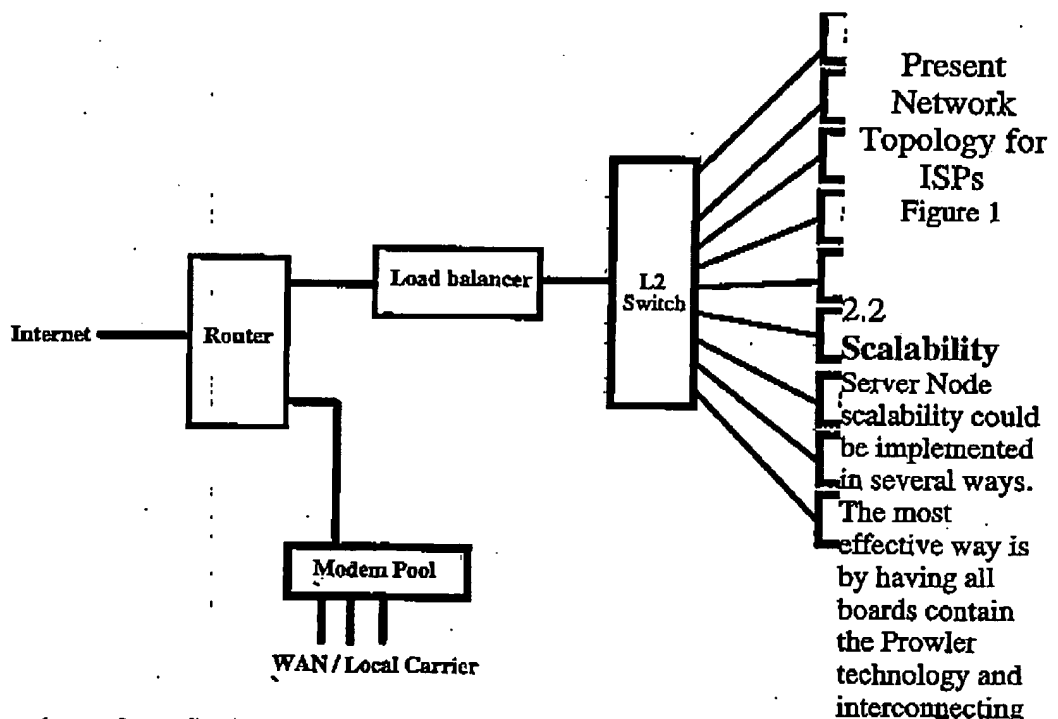 Present
Network
Topology for
ISPs
Figure 1
Load balancer
L2
Switch
Internet
Router
Modem Pool
WAN / Local Carrier
2.2
Scalability
Server Node
scalability could
be implemented
in several ways.
The most
effective way is
by having all
boards contain
the Prowler
technology and
interconnecting